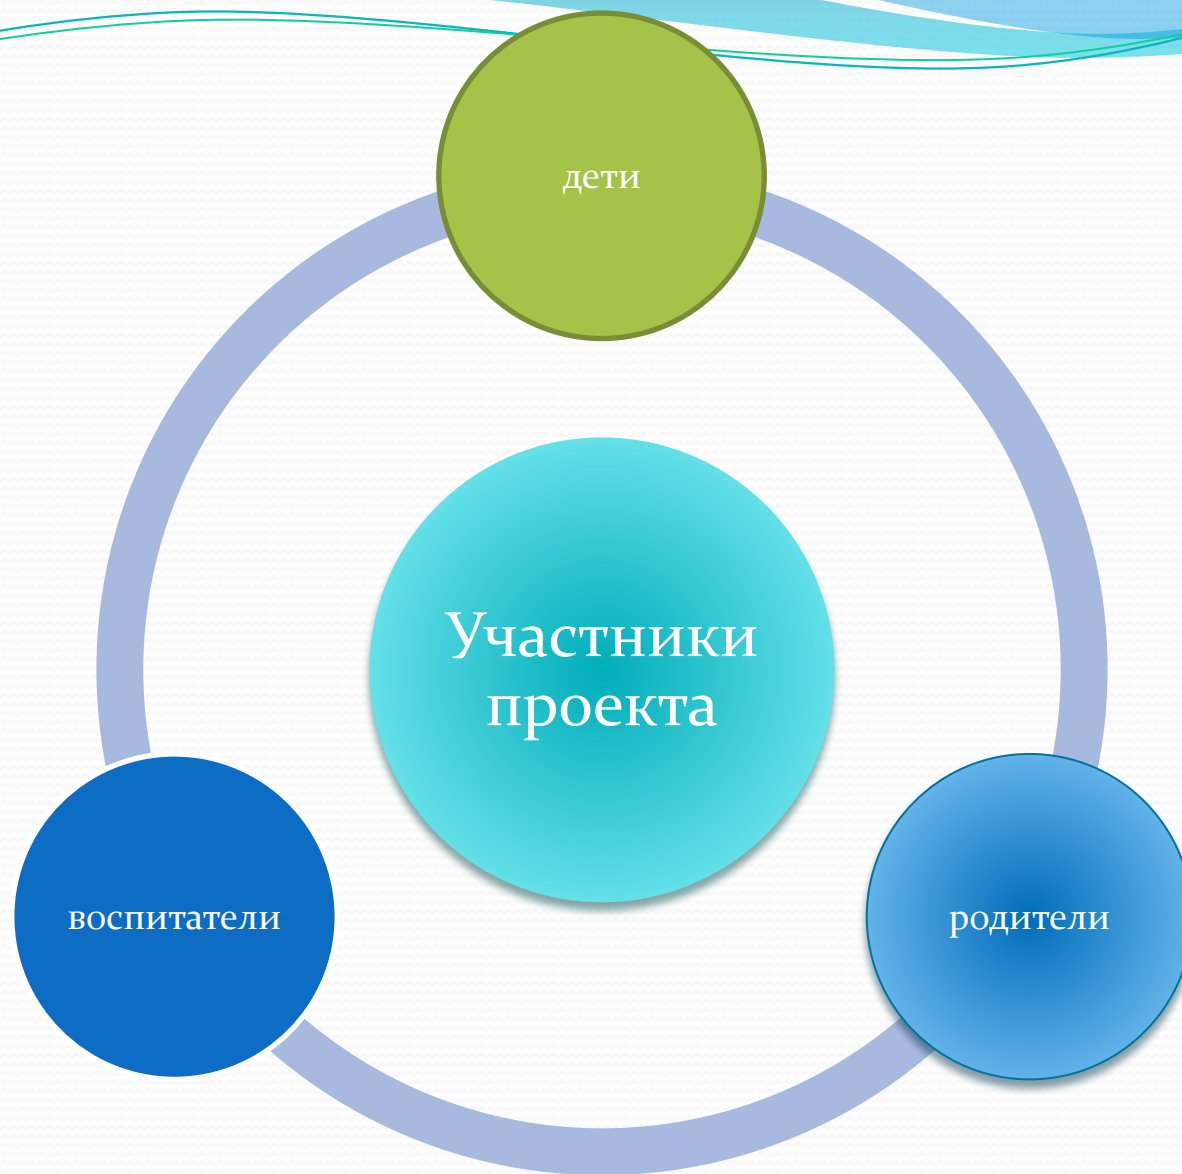 дети
Участники
проекта
воспитатели
родители